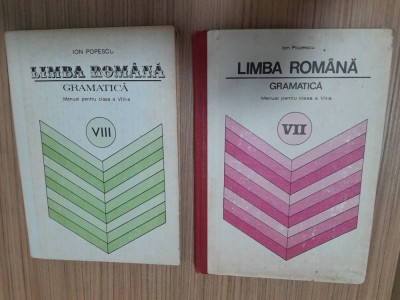 ION POPESCU
LIMBA ROMÂNĂ
GRAMATICĂ
Manual pentru clasa a VIII-a
VIII
Ion Popescu
LIMBA ROMÂNĂ
GRAMATICA
Manual pentru clasa a VII-a
VII